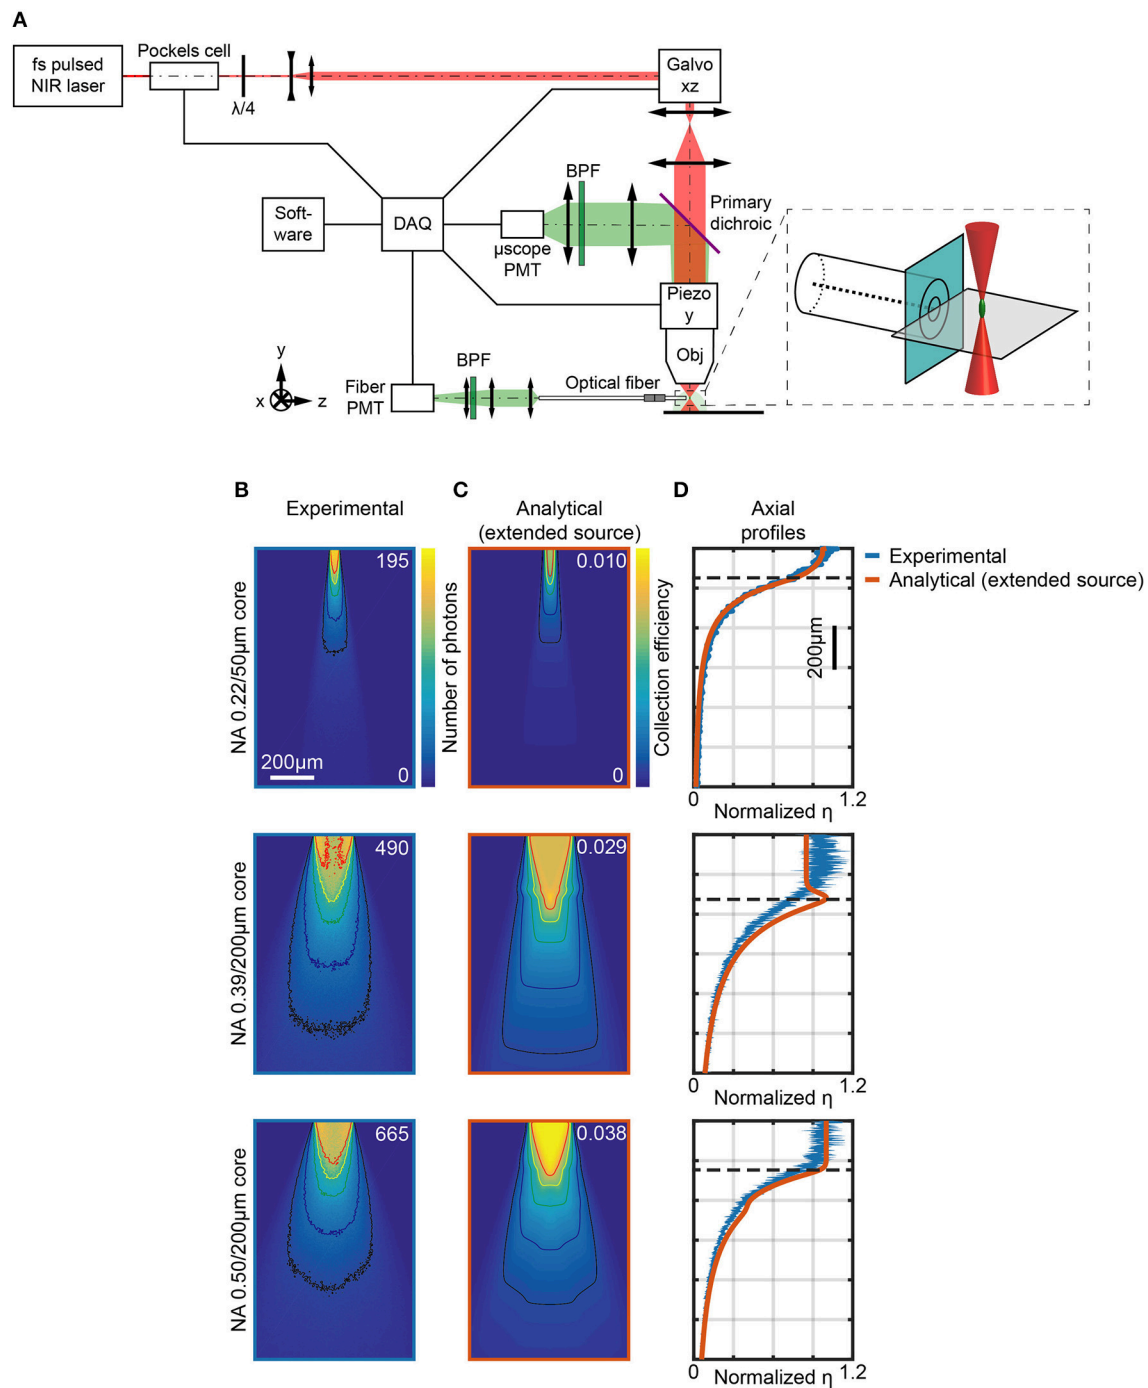 A
fs pulsed
NIR laser
Pockels cell
λ/4
Galvo
xz
BPF
Primary
dichroic
Soft-
ware
DAQ
µscope
PMT
Piezo
y
Obj
y
x
z
Fiber
PMT
BPF
Optical fiber
B
Experimental
C
Analytical
(extended source)
D
Axial
profiles
NA 0.22/50µm core
195
200µm
0
Number of photons
0.010
0
Collection efficiency
200µm
Experimental
Analytical (extended source)
0
1.2
Normalized η
NA 0.39/200µm core
490
0.029
0
1.2
Normalized η
NA 0.50/200µm core
665
0.038
0
1.2
Normalized η